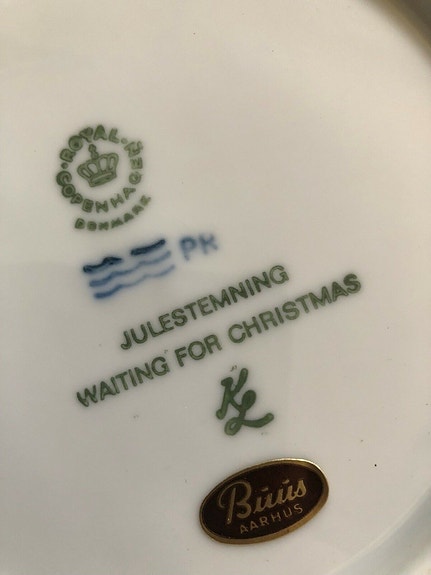 ROYAL COPENHAGEN
DENMARK
PK
JULESTEMNING
WAITING FOR CHRISTMAS
KL
Büüs
AARHUS